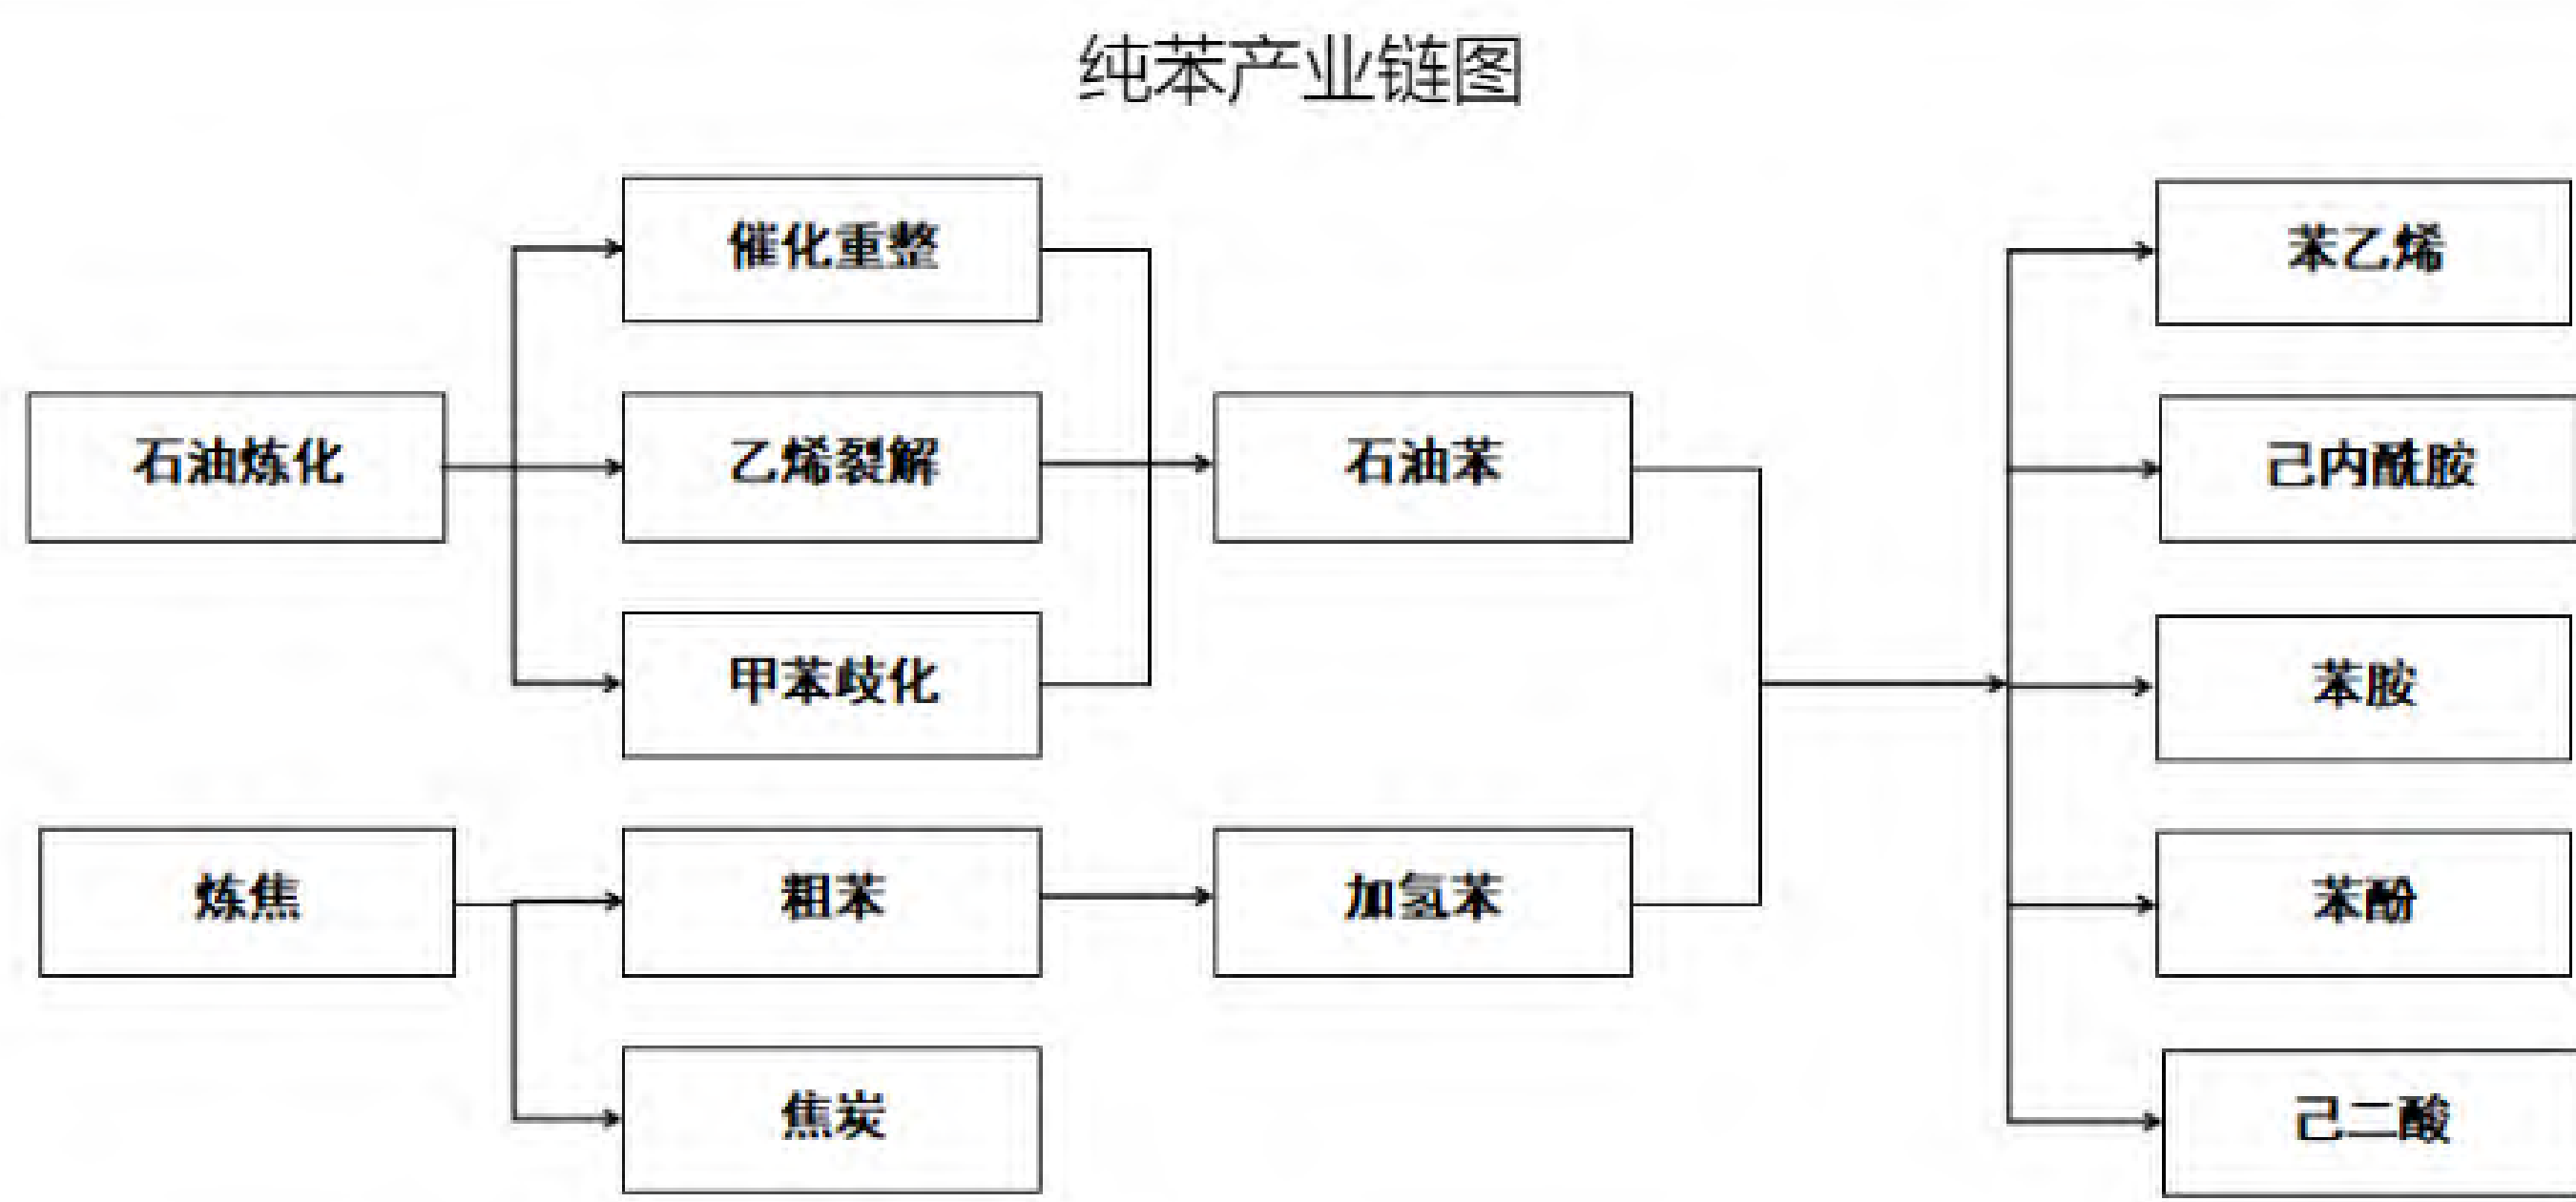 纯苯产业链图
催化重整
苯乙烯
石油炼化
乙烯裂解
石油苯
己内酰胺
甲苯歧化
苯胺
炼焦
粗苯
加氢苯
苯酚
焦炭
己二酸